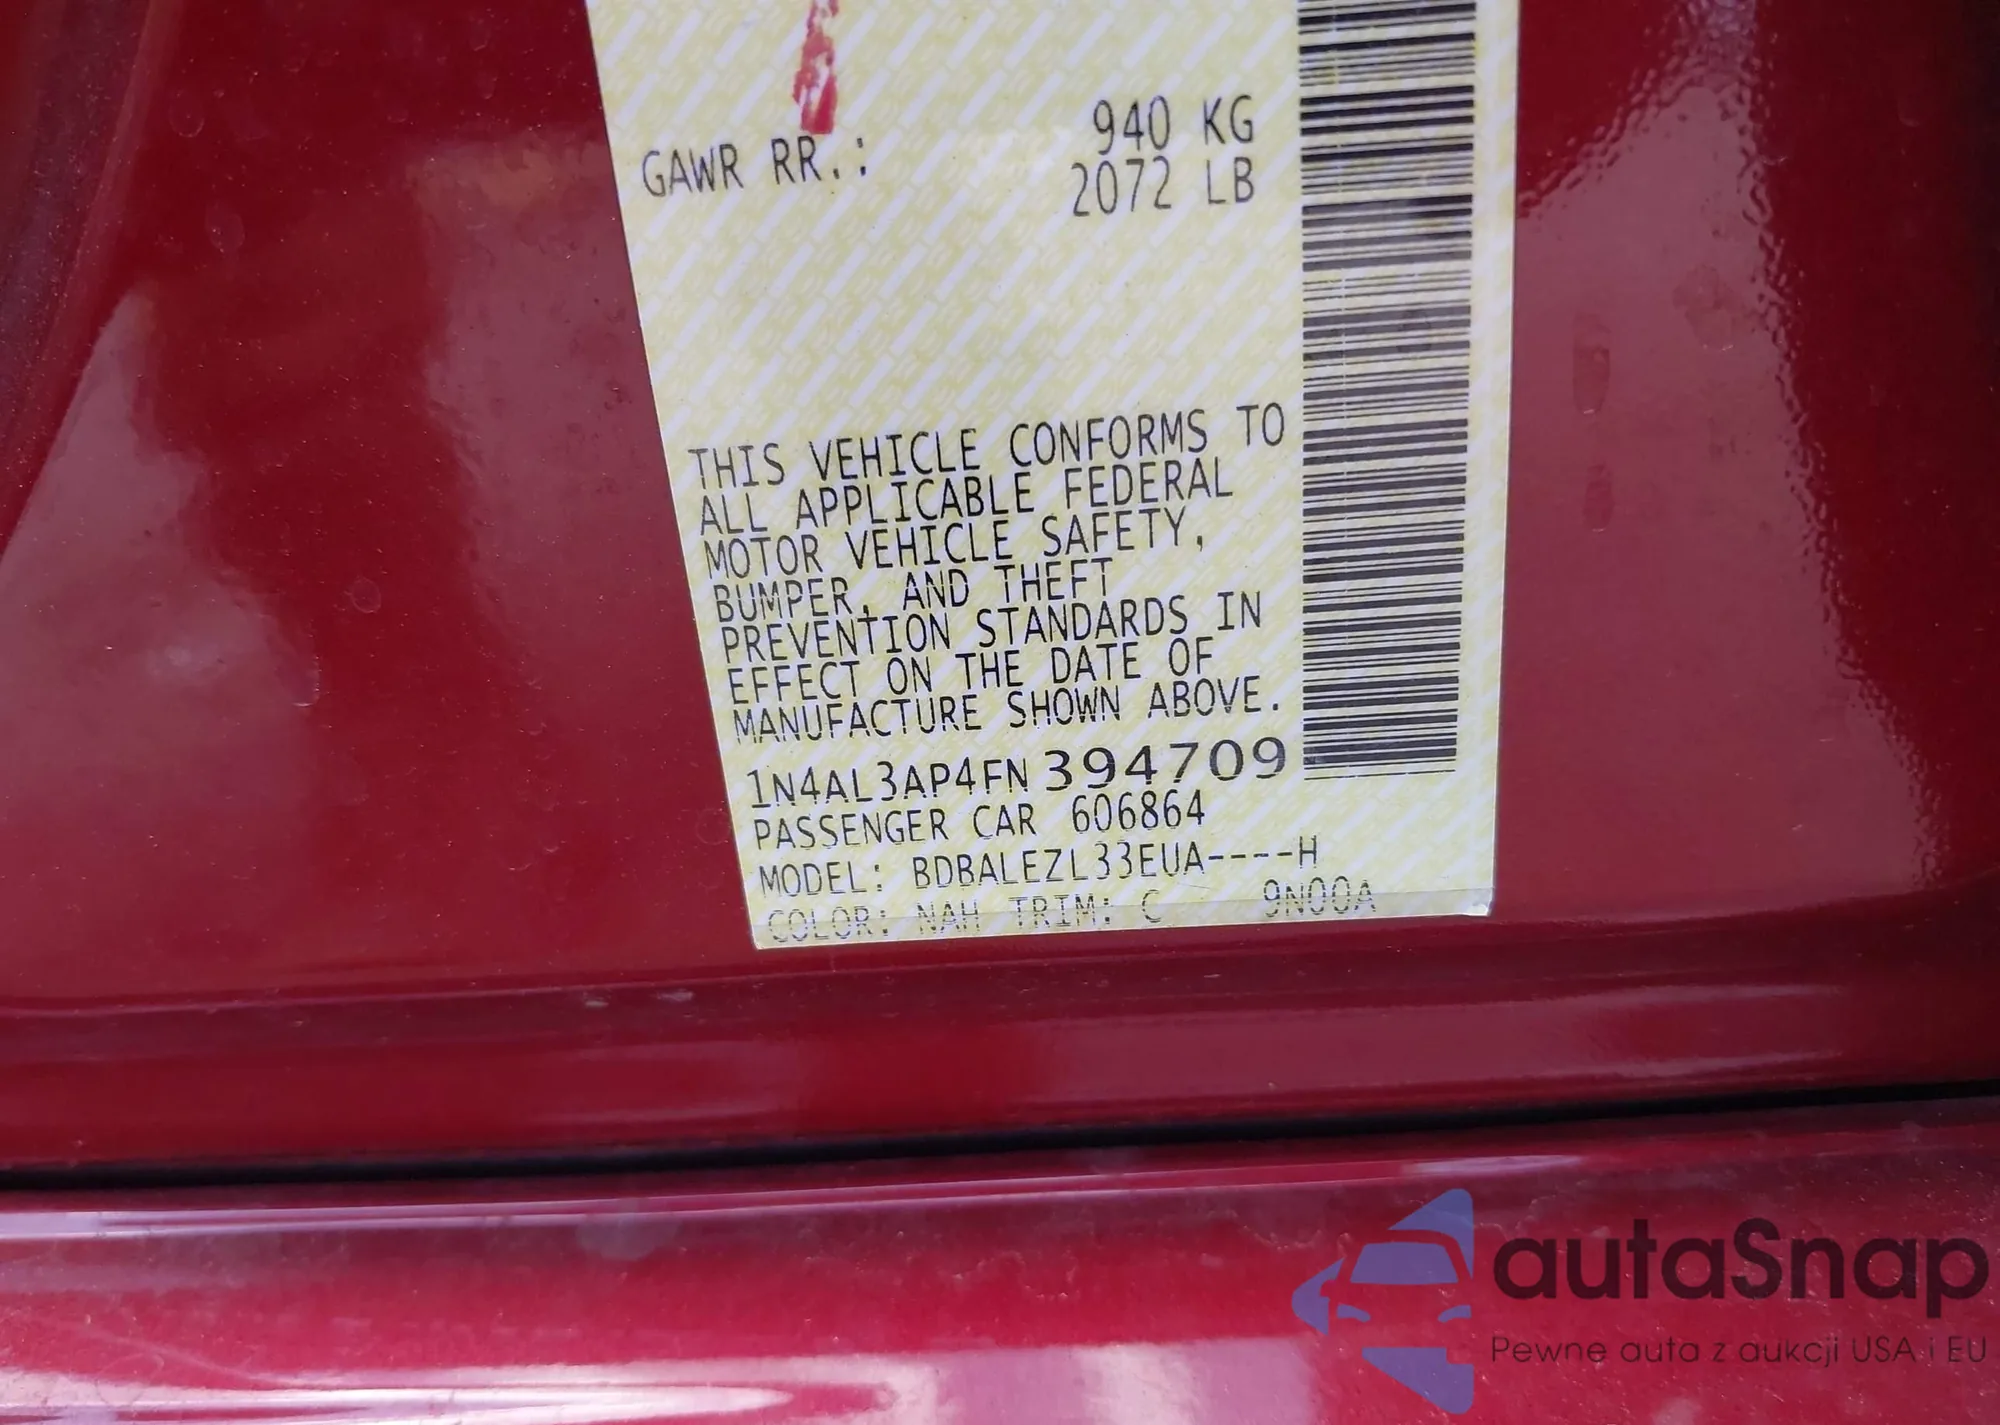 940 KG
GAWR RR.:
2072 LB
THIS VEHICLE CONFORMS TO
ALL APPLICABLE FEDERAL
MOTOR VEHICLE SAFETY,
BUMPER, AND THEFT
PREVENTION STANDARDS IN
EFFECT ON THE DATE OF
MANUFACTURE SHOWN ABOVE.
1N4AL3AP4FN 394709
PASSENGER CAR 606864
MODEL: BDBALEZL33EUA----H
COLOR: NAH TRIM: C 9N00A
autaSnap
Pewne auta z aukcji USA i EU